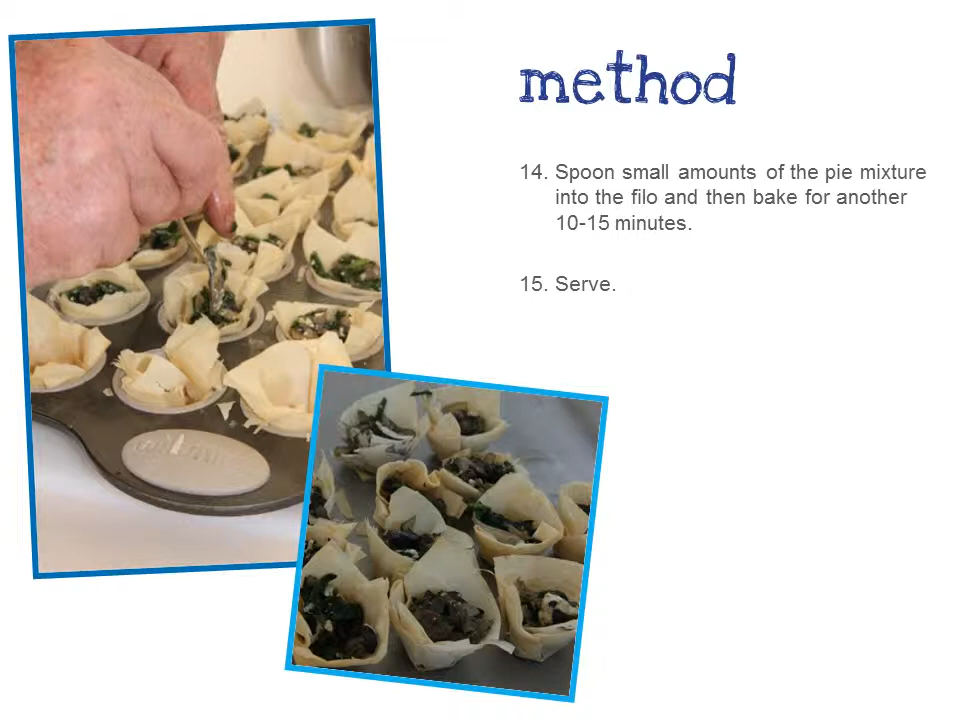 method
14. Spoon small amounts of the pie mixture
into the filo and then bake for another
10-15 minutes.
15. Serve.